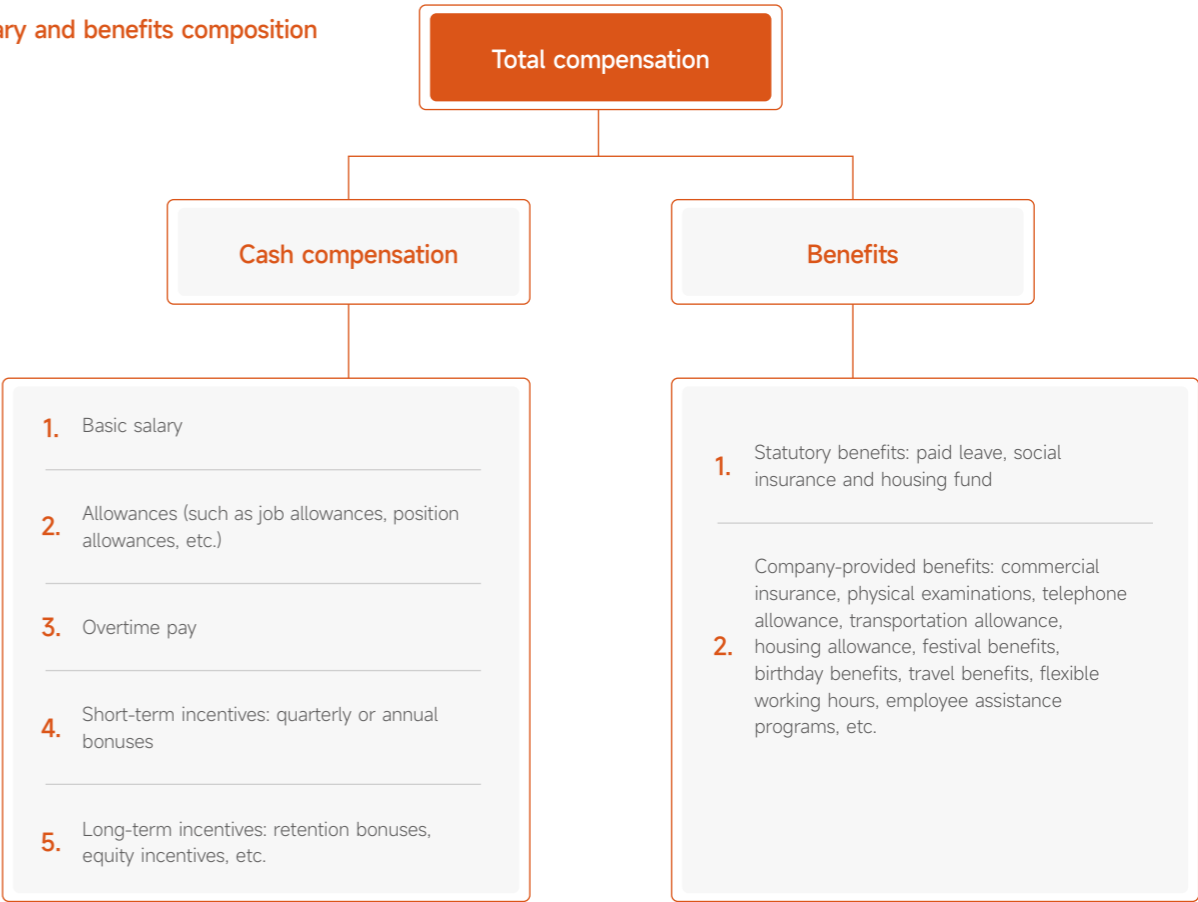 ary and benefits composition
Total compensation
Cash compensation
Benefits
1. Basic salary
2. Allowances (such as job allowances, position
allowances, etc.)
3. Overtime pay
4. Short-term incentives: quarterly or annual
bonuses
5. Long-term incentives: retention bonuses,
equity incentives, etc.
1. Statutory benefits: paid leave, social
insurance and housing fund
2. Company-provided benefits: commercial
insurance, physical examinations, telephone
allowance, transportation allowance,
housing allowance, festival benefits,
birthday benefits, travel benefits, flexible
working hours, employee assistance
programs, etc.